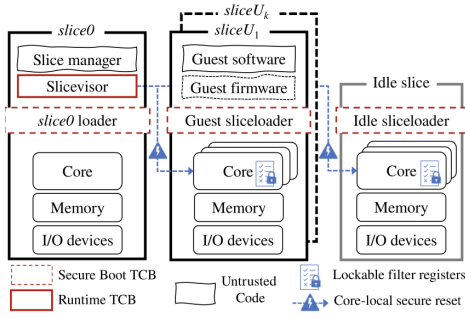 slice0
Slice manager
Slicevisor
slice0 loader
Core
Memory
I/O devices
sliceUk
sliceU1
Guest software
Guest firmware
Guest sliceloader
Core
Memory
I/O devices
Idle slice
Idle sliceloader
Core
Memory
I/O devices
Secure Boot TCB
Runtime TCB
Untrusted
Code
Lockable filter registers
Core-local secure reset